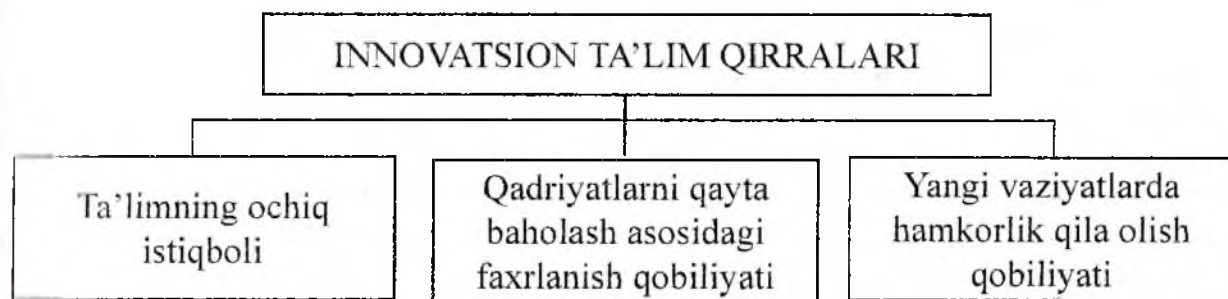 INNOVATSION TA’LIM QIRRALARI
Ta’limning ochiq
istiqboli
Qadriyatlarni qayta
baholash asosidagi
faxrlanish qobiliyati
Yangi vaziyatlarda
hamkorlik qila olish
qobiliyati